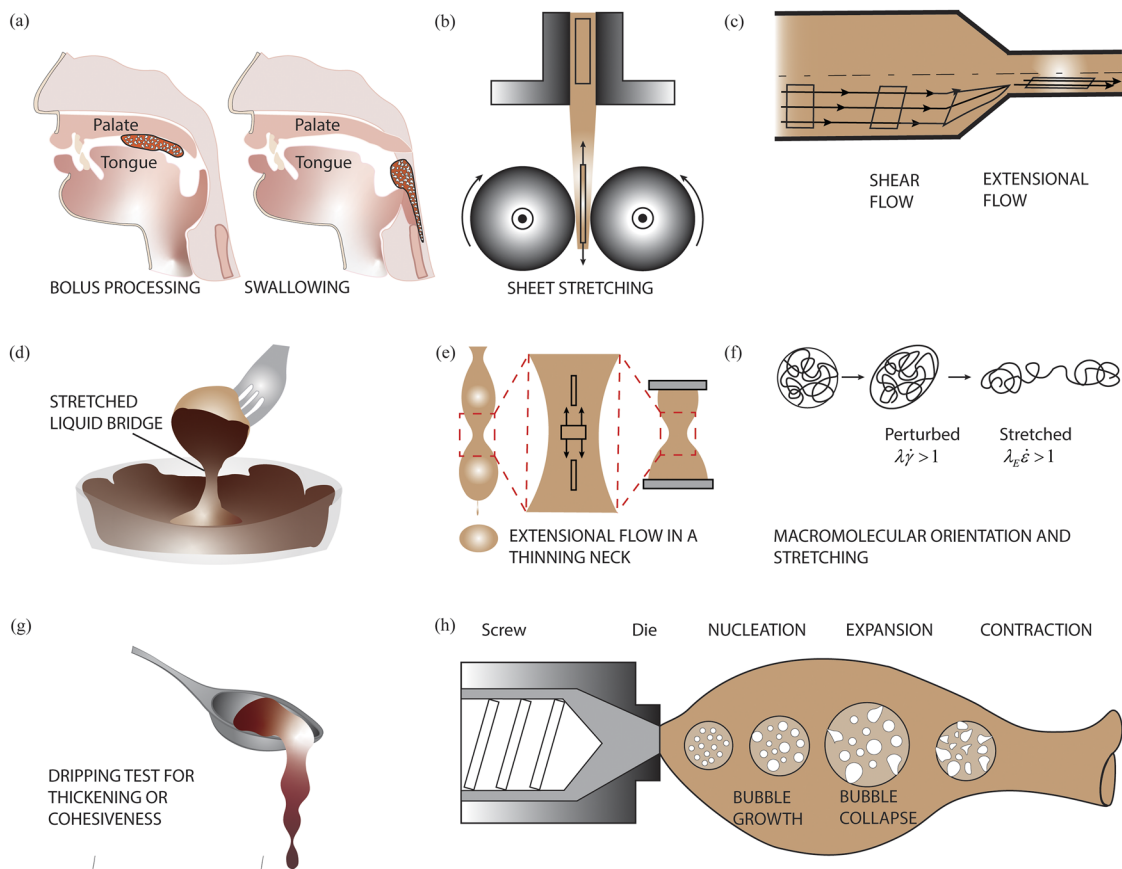 (a)
Palate
Tongue
Palate
Tongue
BOLUS PROCESSING
SWALLOWING
(b)
SHEET STRETCHING
(c)
SHEAR
FLOW
EXTENSIONAL
FLOW
(d)
STRETCHED
LIQUID BRIDGE
(e)
EXTENSIONAL FLOW IN A
THINNING NECK
(f)
Perturbed
λγ̇ > 1
Stretched
λ_E ε̇ > 1
MACROMOLECULAR ORIENTATION AND
STRETCHING
(g)
DRIPPING TEST FOR
THICKENING OR
COHESIVENESS
(h)
Screw
Die
NUCLEATION
EXPANSION
CONTRACTION
BUBBLE
GROWTH
BUBBLE
COLLAPSE